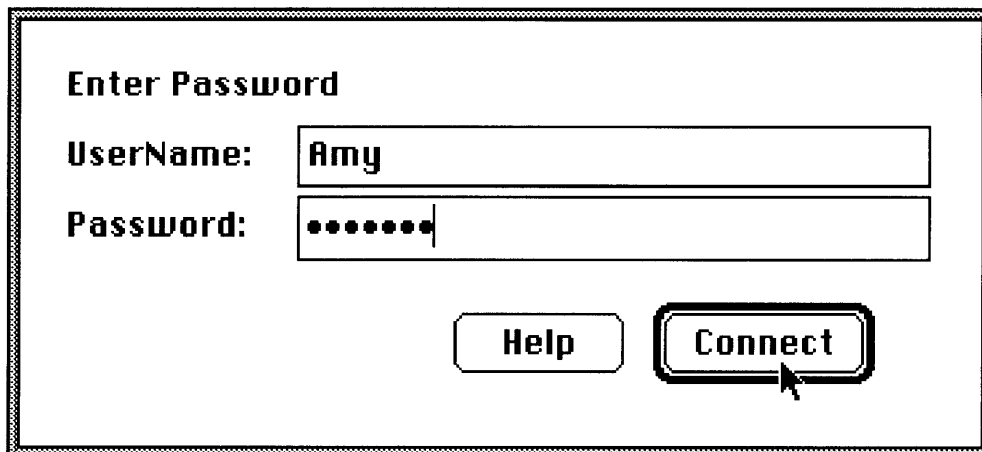 Enter Password
UserName: Amy
Password: •••••••
Help Connect